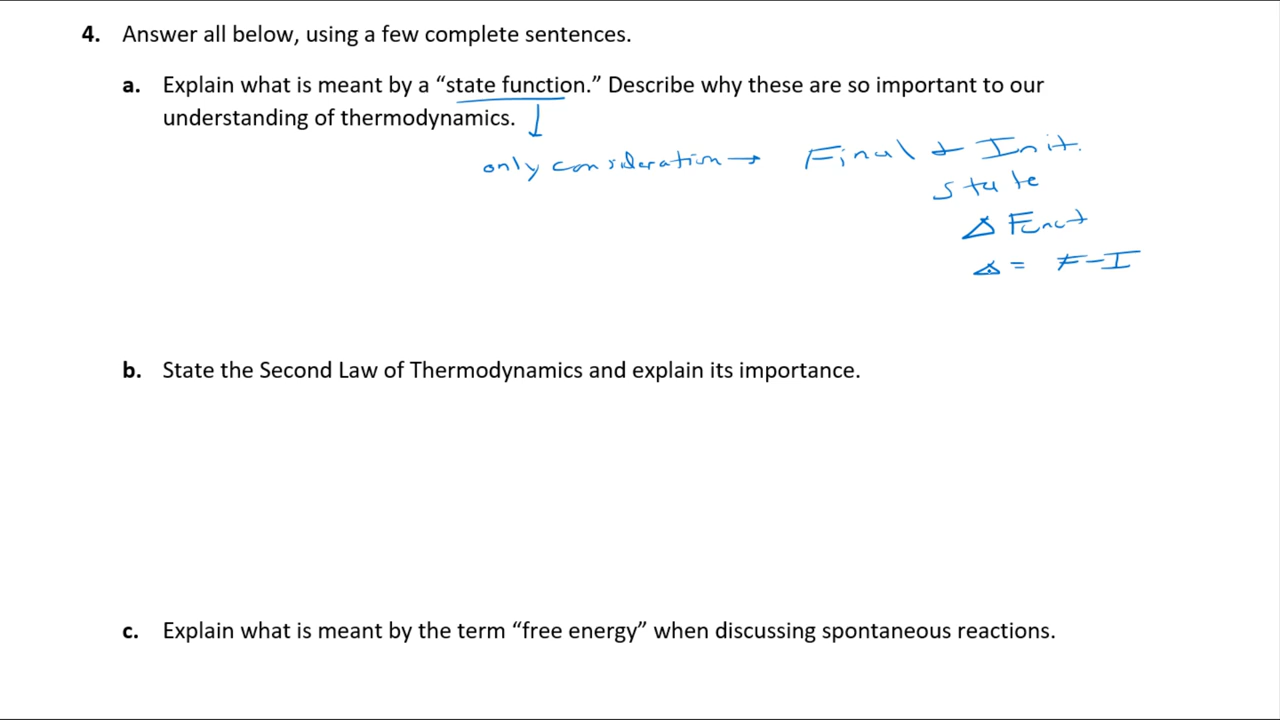 4. Answer all below, using a few complete sentences.
a. Explain what is meant by a “state function.” Describe why these are so important to our
understanding of thermodynamics.
only consideration → Final + Init.
state
Δ Funct
Δ = F-I
b. State the Second Law of Thermodynamics and explain its importance.
c. Explain what is meant by the term “free energy” when discussing spontaneous reactions.